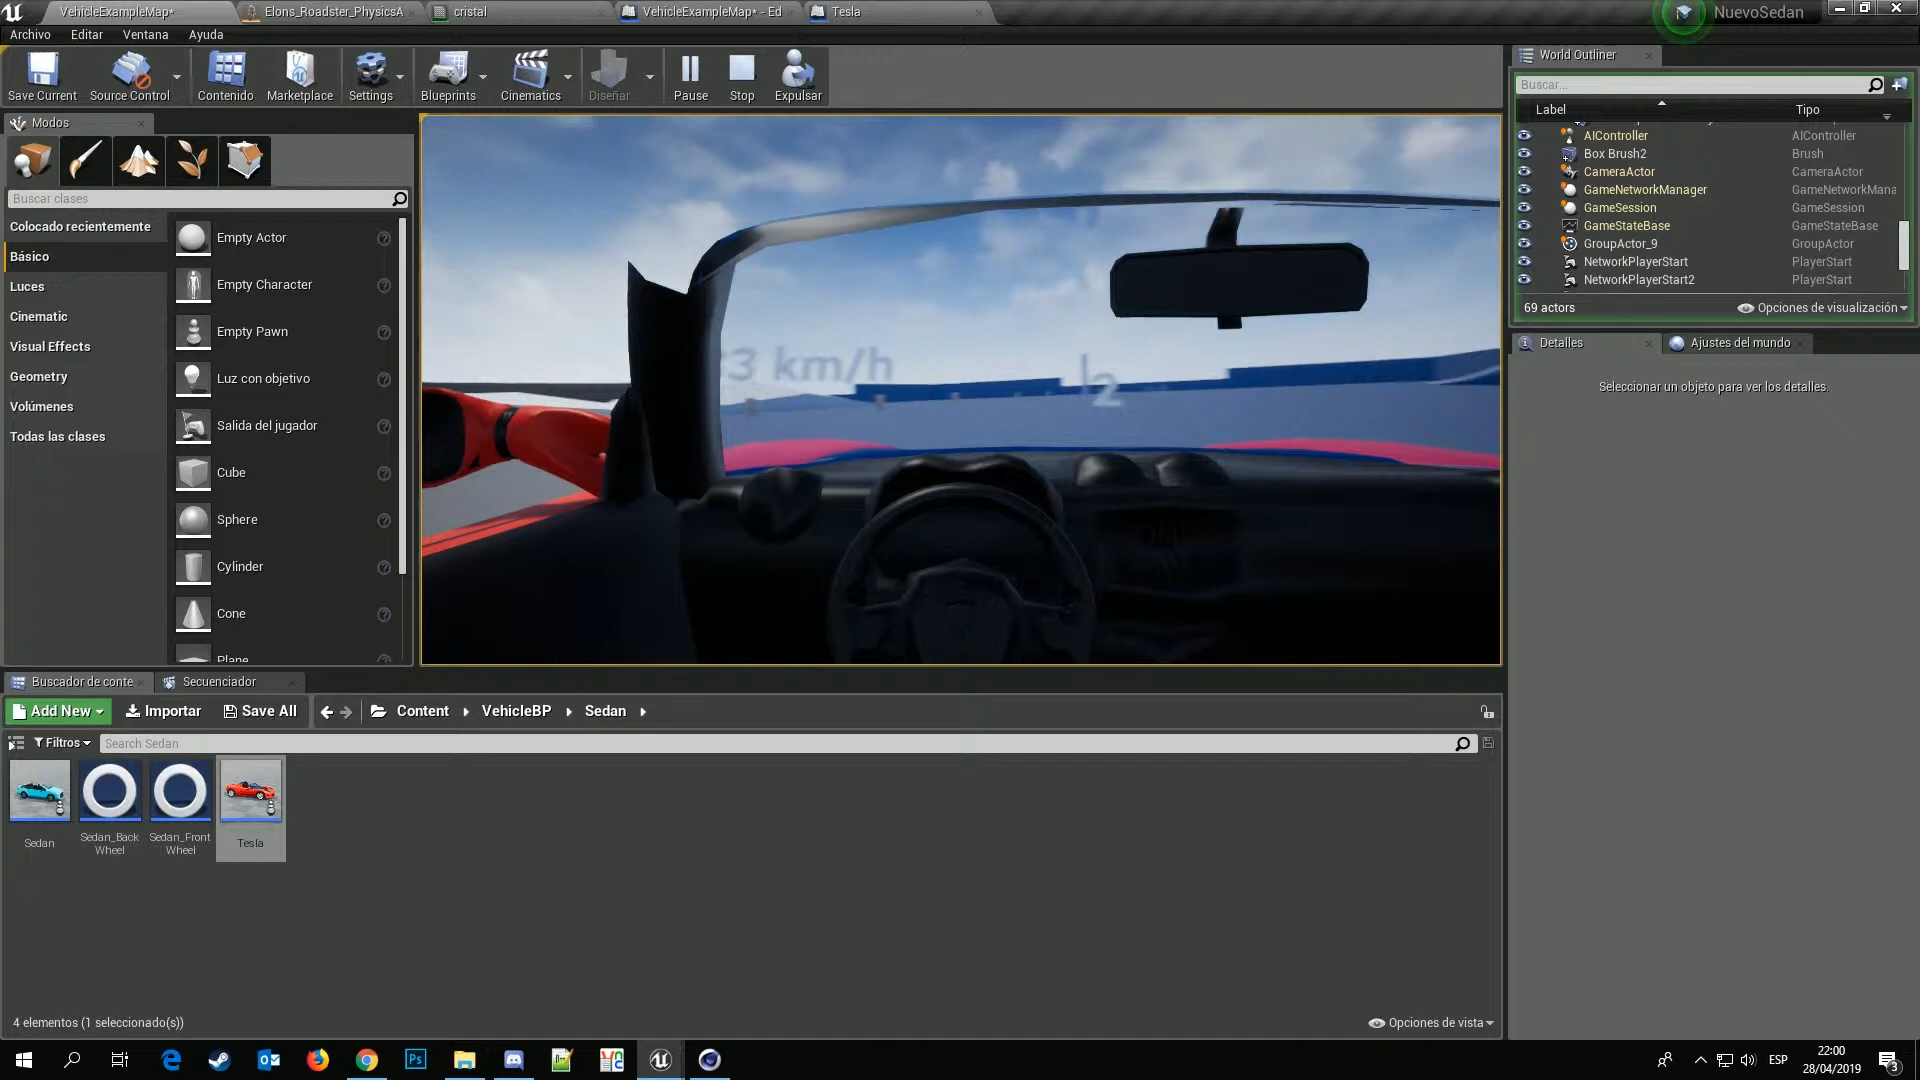 VehicleExampleMap*
Elons_Roadster_PhysicsA
cristal
VehicleExampleMap* - Ed
Tesla
NuevoSedan
Archivo
Editar
Ventana
Ayuda
Save Current
Source Control
Contenido
Marketplace
Settings
Blueprints
Cinematics
Diseñar
Pause
Stop
Expulsar
World Outliner
Buscar...
Label
Tipo
AIController
AIController
Box Brush2
Brush
CameraActor
CameraActor
GameNetworkManager
GameNetworkMana
GameSession
GameSession
GameStateBase
GameStateBase
GroupActor_9
GroupActor
NetworkPlayerStart
PlayerStart
NetworkPlayerStart2
PlayerStart
69 actors
Opciones de visualización
Detalles
Ajustes del mundo
Seleccionar un objeto para ver los detalles.
Modos
Buscar clases
Colocado recientemente
Básico
Luces
Cinematic
Visual Effects
Geometry
Volúmenes
Todas las clases
Empty Actor
Empty Character
Empty Pawn
Luz con objetivo
Salida del jugador
Cube
Sphere
Cylinder
Cone
Plane
km/h
2
Buscador de conte
Secuenciador
Add New
Importar
Save All
Content
VehicleBP
Sedan
Filtros
Search Sedan
Sedan
Sedan_Back
Wheel
Sedan_Front
Wheel
Tesla
4 elementos (1 seleccionado(s))
Opciones de vista
Ps
ESP
22:00
28/04/2019
3